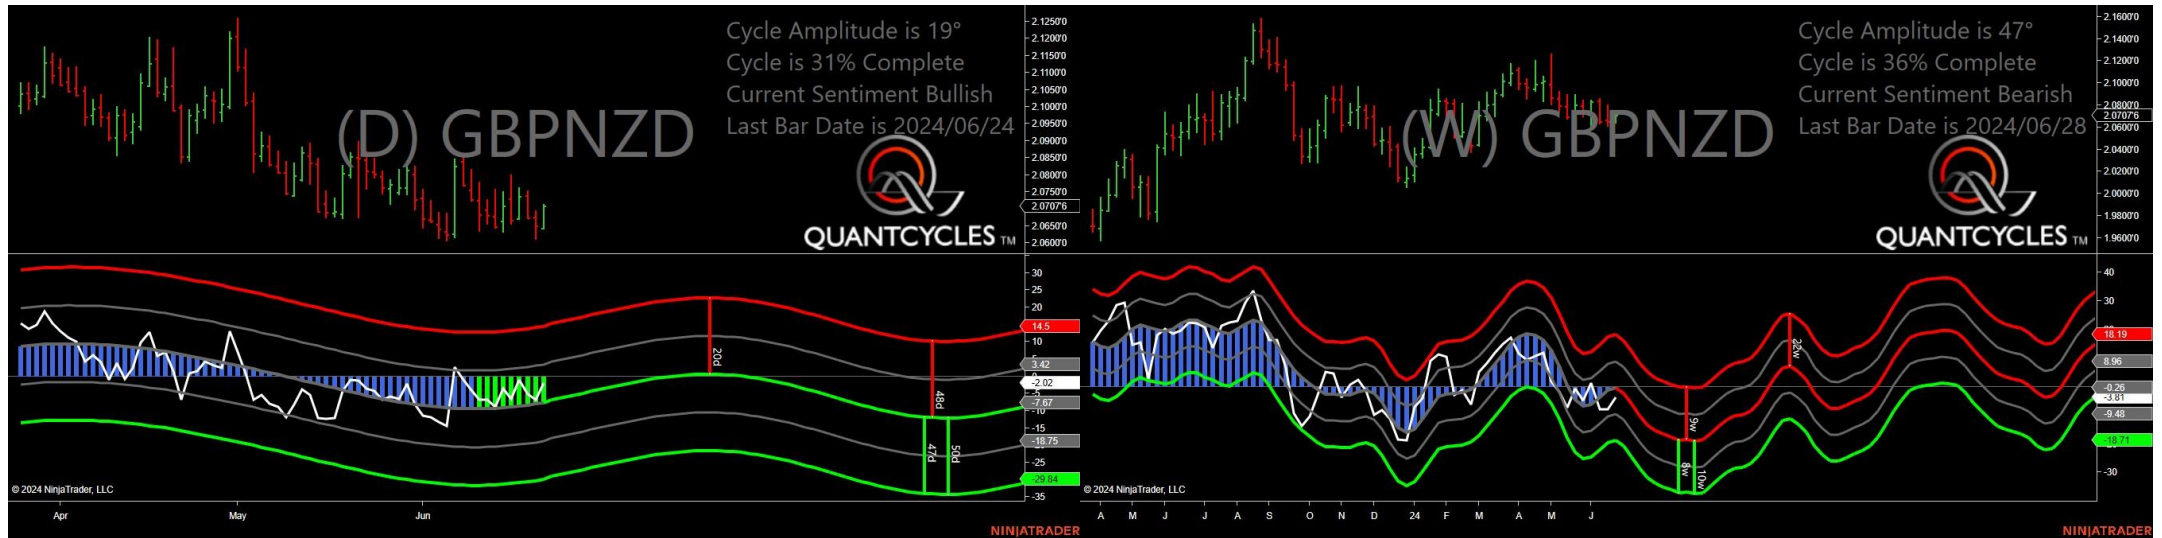 Cycle Amplitude is 19°
Cycle is 31% Complete
Current Sentiment Bullish
Last Bar Date is 2024/06/24
(D) GBPNZD
QUANTCYCLES TM
2.1250'0
2.1200'0
2.1150'0
2.1100'0
2.1050'0
2.1000'0
2.0950'0
2.0900'0
2.0850'0
2.0800'0
2.0750'0
2.0707'6
2.0650'0
2.0600'0
30
25
20
14.5
10
3.42
-2.02
-7.67
-10
-15
-18.75
-25
-29.84
-35
20d
48d
47d
50d
© 2024 NinjaTrader, LLC
Apr
May
Jun
NINJATRADER
Cycle Amplitude is 47°
Cycle is 36% Complete
Current Sentiment Bearish
Last Bar Date is 2024/06/28
(W) GBPNZD
QUANTCYCLES TM
2.1600'0
2.1400'0
2.1200'0
2.1000'0
2.0800'0
2.0707'6
2.0600'0
2.0400'0
2.0200'0
2.0000'0
1.9800'0
1.9600'0
40
30
18.19
8.96
-0.26
-3.81
-9.48
-18.71
-30
22w
9w
8w
10w
© 2024 NinjaTrader, LLC
A M J J A S O N D 24 F M A M J
NINJATRADER